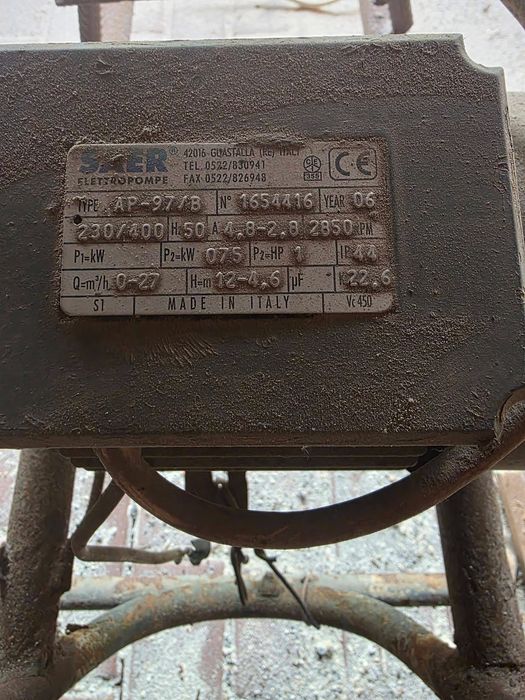 SAER® 42016 GUASTALLA (RE) ITALY
ELETTROPOMPE TEL.0522/830941
FAX 0522/826948 CE
TYPE AP-97/B N° 1654416 YEAR 06
230/400 H 50 A 4,8-2,8 2850 RPM
P1=kW P2=kW 075 P2=HP 1 IP 44
Q=m³/h 0-27 H=m 12-4,6 µF 22,6
S1 MADE IN ITALY Vc 450